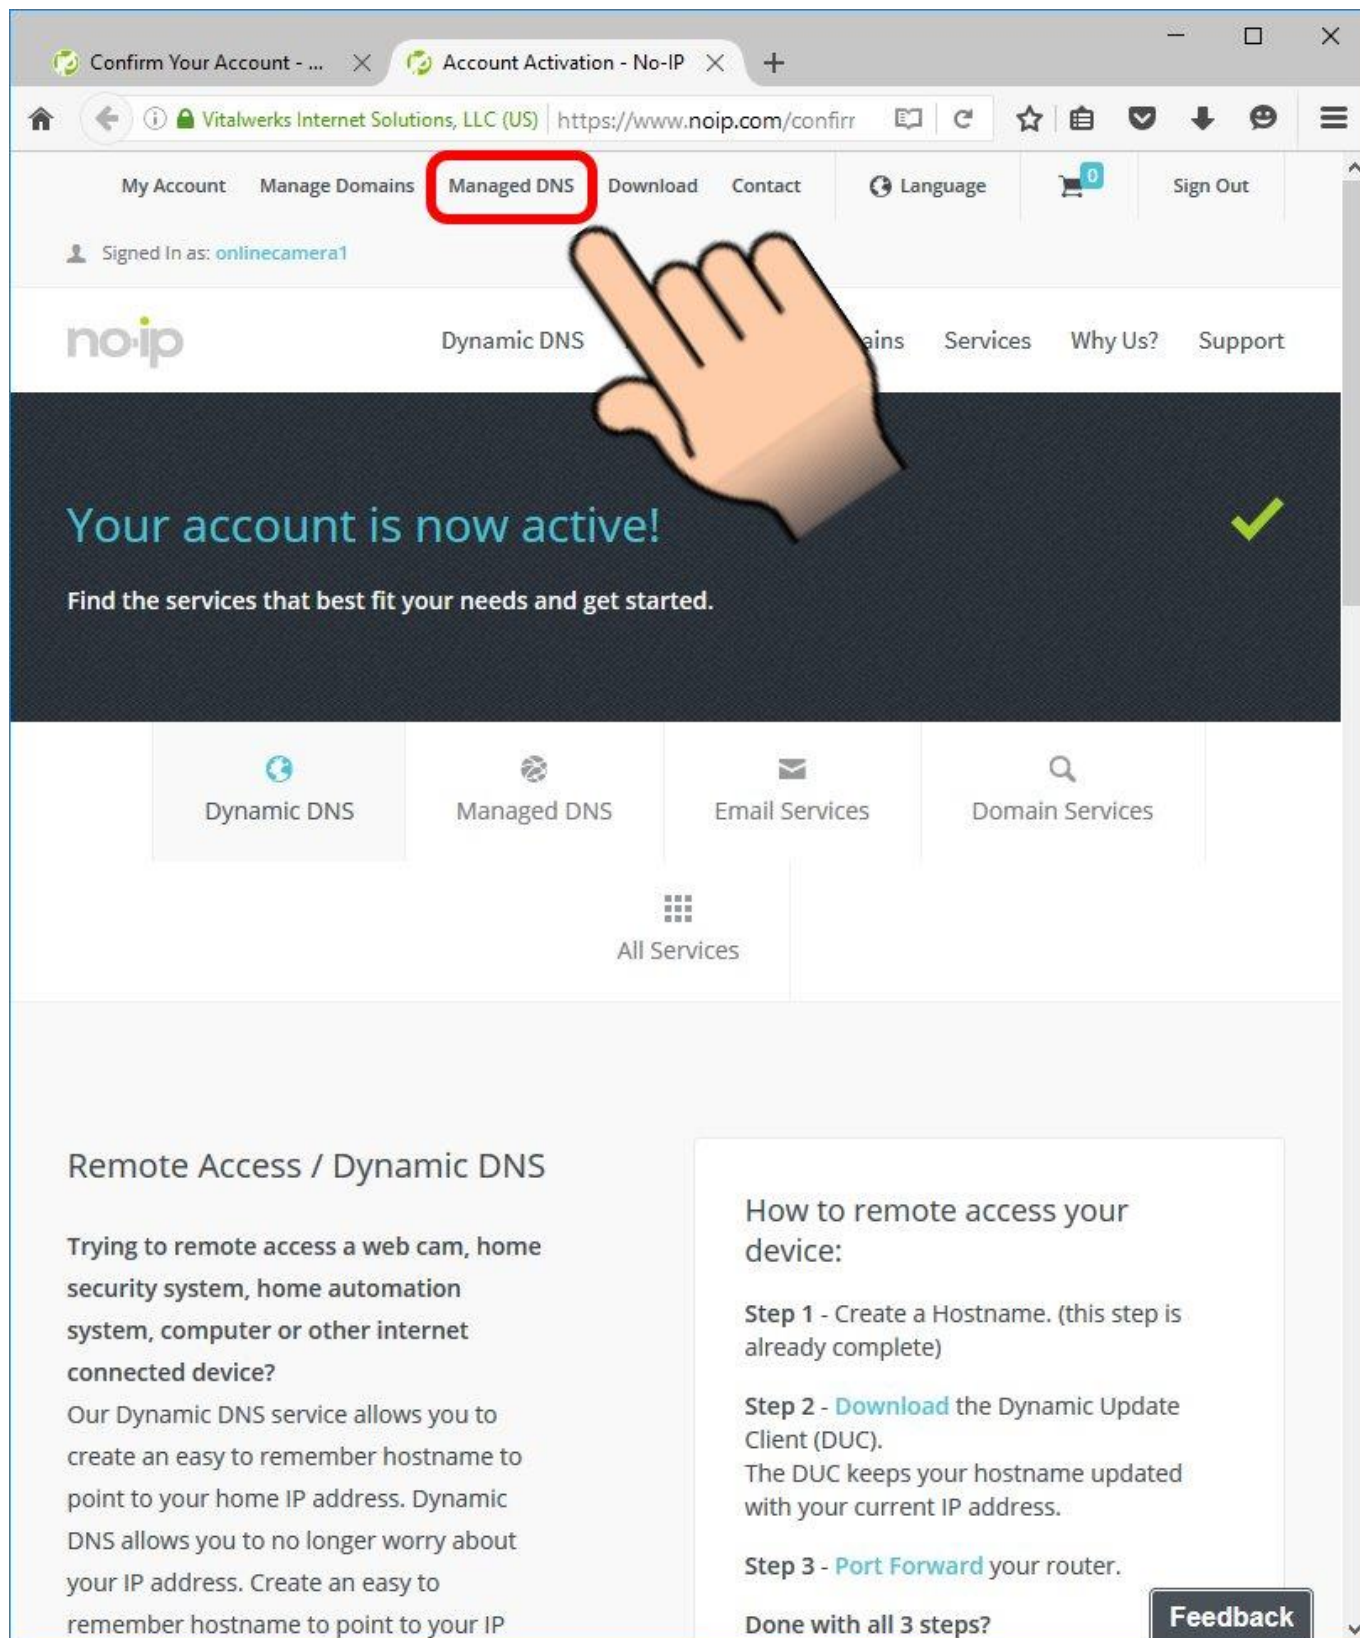 Confirm Your Account - ...
Account Activation - No-IP
Vitalwerks Internet Solutions, LLC (US) https://www.noip.com/confirr
My Account Manage Domains Managed DNS Download Contact Language 0 Sign Out
Signed In as: onlinecamera1
no·ip
Dynamic DNS ains Services Why Us? Support
Your account is now active!
Find the services that best fit your needs and get started.
Dynamic DNS Managed DNS Email Services Domain Services
All Services
Remote Access / Dynamic DNS
Trying to remote access a web cam, home
security system, home automation
system, computer or other internet
connected device?
Our Dynamic DNS service allows you to
create an easy to remember hostname to
point to your home IP address. Dynamic
DNS allows you to no longer worry about
your IP address. Create an easy to
remember hostname to point to your IP
How to remote access your
device:
Step 1 - Create a Hostname. (this step is
already complete)
Step 2 - Download the Dynamic Update
Client (DUC).
The DUC keeps your hostname updated
with your current IP address.
Step 3 - Port Forward your router.
Done with all 3 steps?
Feedback